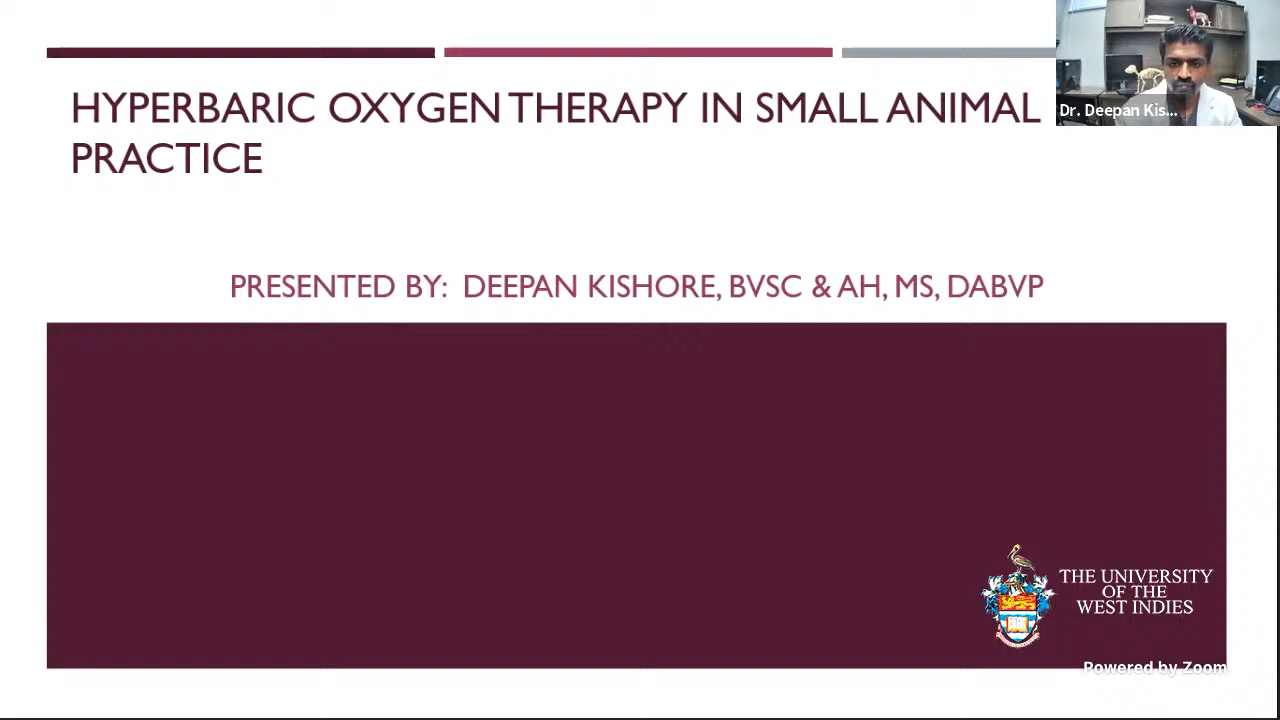 HYPERBARIC OXYGEN THERAPY IN SMALL ANIMAL
PRACTICE
Dr. Deepan Kis...
PRESENTED BY: DEEPAN KISHORE, BVSC & AH, MS, DABVP
THE UNIVERSITY
OF THE
WEST INDIES
Powered by Zoom